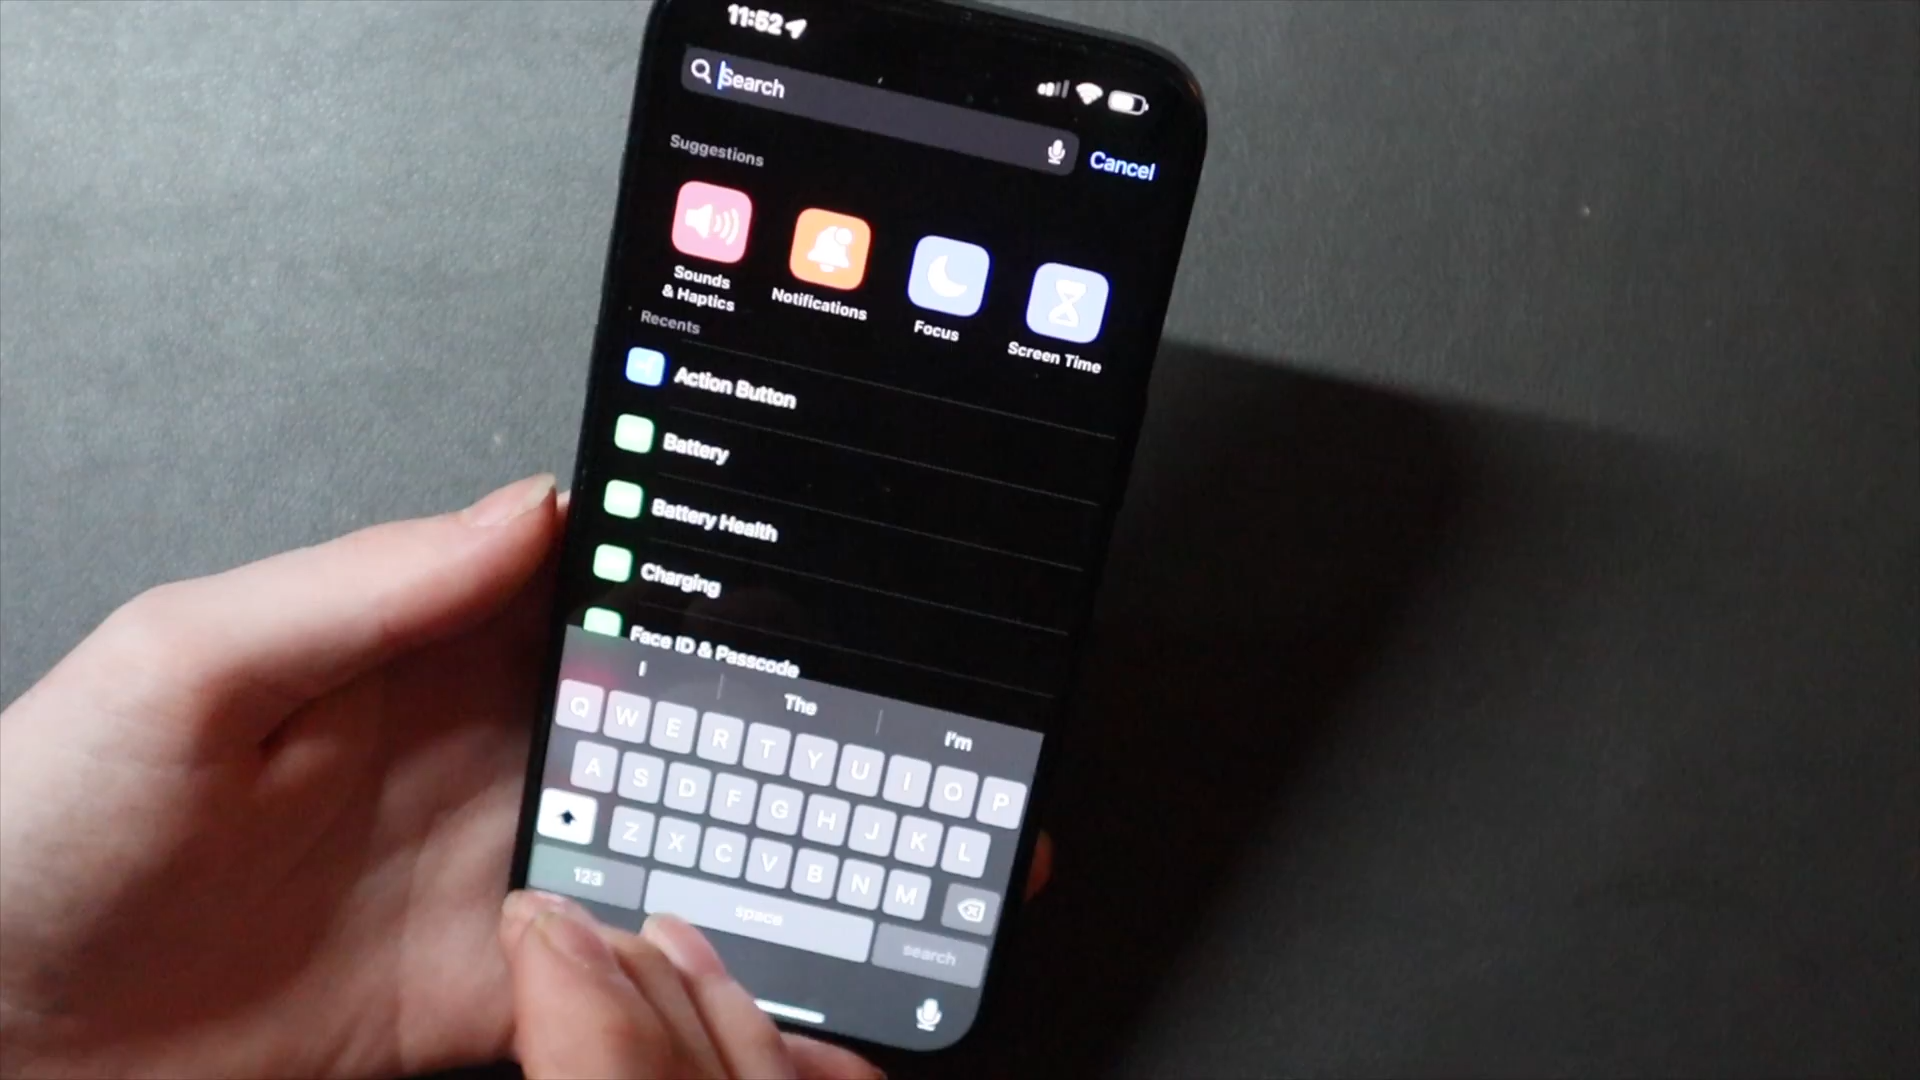 11:52
Search
Cancel
Suggestions
Sounds
& Haptics
Notifications
Focus
Screen Time
Recents
Action Button
Battery
Battery Health
Charging
Face ID & Passcode
I
The
I'm
Q W E R T Y U I O P
A S D F G H J K L
Z X C V B N M
123
space
search